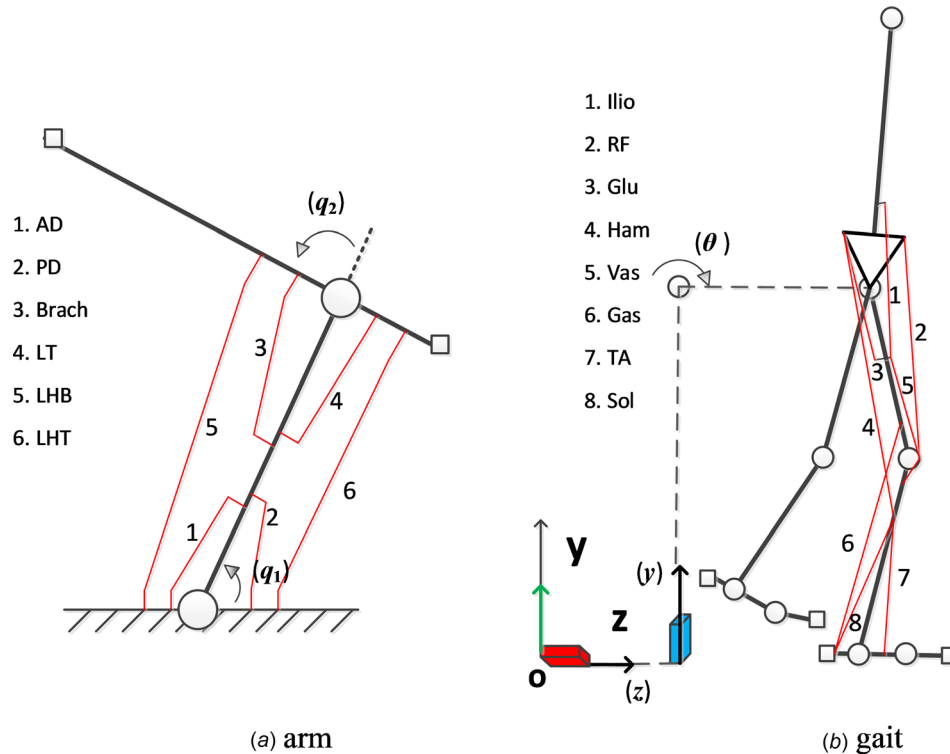 1. AD
2. PD
3. Brach
4. LT
5. LHB
6. LHT
(q₂)
3
4
5
6
1
2
(q₁)
(a) arm
1. Ilio
2. RF
3. Glu
4. Ham
5. Vas
6. Gas
7. TA
8. Sol
(θ)
1
2
3
5
4
6
7
8
y
(y)
z
o
(z)
(b) gait